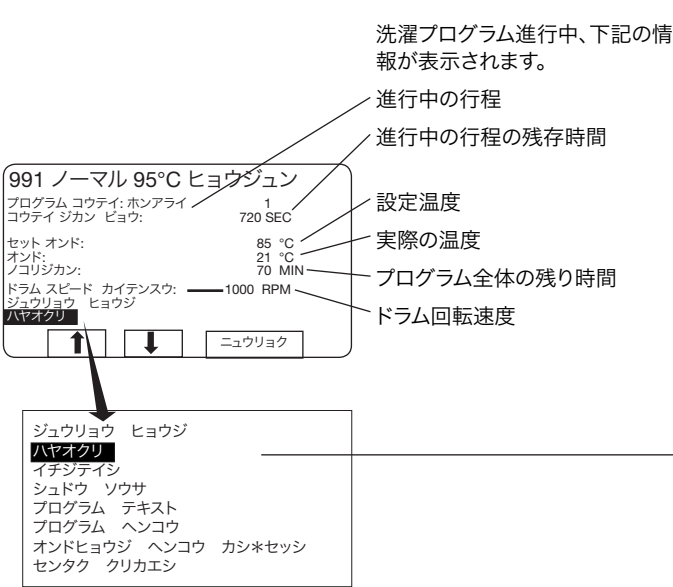 洗濯プログラム進行中、下記の情
報が表示されます。
進行中の行程
進行中の行程の残存時間
991 ノーマル 95°C ヒョウジュン
プログラム コウテイ: ホンアライ 1
コウテイ ジカン ビョウ: 720 SEC
セット オンド: 85 °C
オンド: 21 °C
ノコリジカン: 70 MIN
ドラム スピード カイテンスウ: 1000 RPM
ジュウリョウ ヒョウジ
ハヤオクリ
ニュウリョク
設定温度
実際の温度
プログラム全体の残り時間
ドラム回転速度
ジュウリョウ ヒョウジ
ハヤオクリ
イチジテイシ
シュドウ ソウサ
プログラム テキスト
プログラム ヘンコウ
オンドヒョウジ ヘンコウ カシ*セッシ
センタク クリカエシ